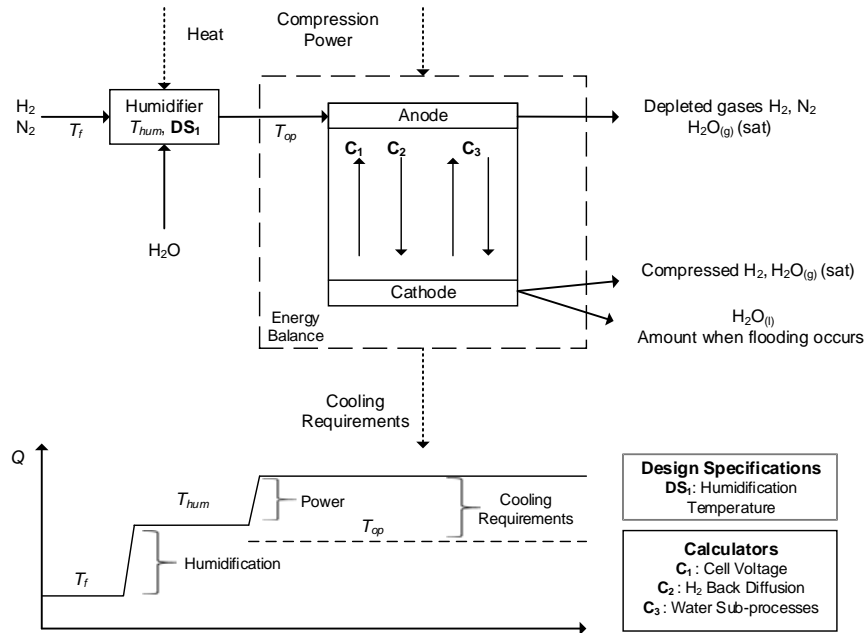 Heat
Compression
Power
H2
N2
Tf
Humidifier
Thum, DS1
Top
Anode
Depleted gases H2, N2
H2O(g) (sat)
C1
C2
C3
H2O
Compressed H2, H2O(g) (sat)
Cathode
Energy
Balance
H2O(l)
Amount when flooding occurs
Cooling
Requirements
Q
Thum
Power
Cooling
Requirements
Top
Humidification
Tf
Design Specifications
DS1: Humidification
Temperature
Calculators
C1 : Cell Voltage
C2 : H2 Back Diffusion
C3 : Water Sub-processes